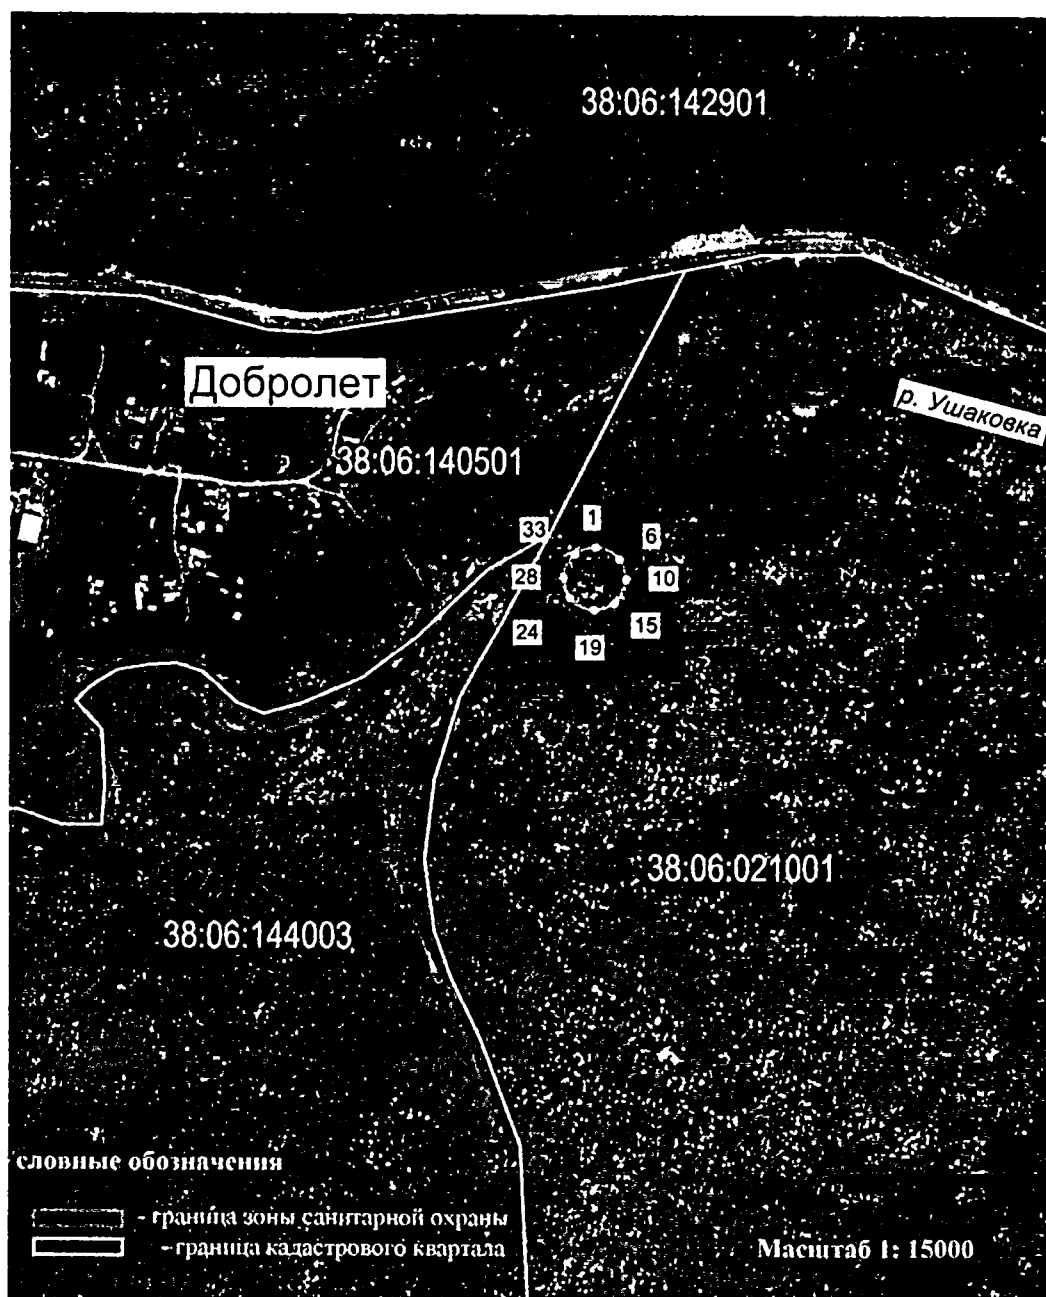 38:06:142901
Добролет
р. Ушаковка
38:06:140501
1
33
6
28
10
24
15
19
38:06:021001
38:06:144003
словные обозначения
- граница зоны санитарной охраны
- граница кадастрового квартала
Масштаб 1: 15000